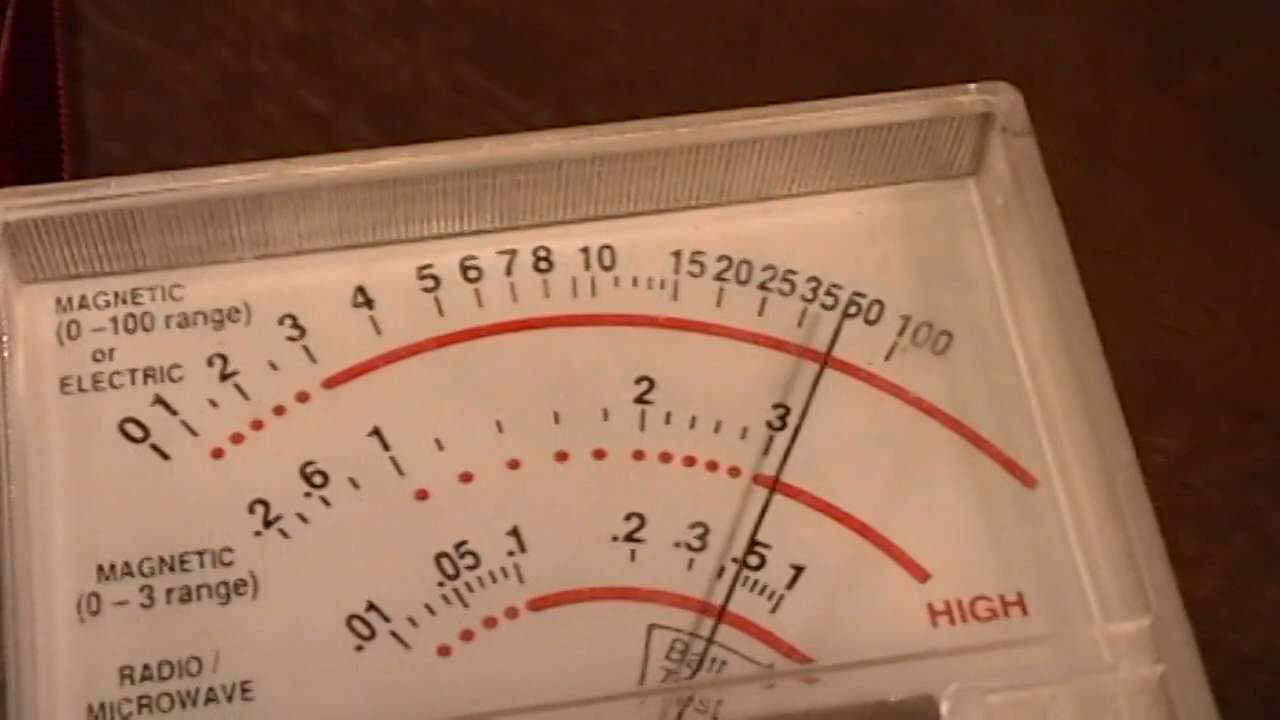 MAGNETIC
(0 – 100 range)
or
ELECTRIC
0 1 2 3 4 5 6 7 8 10 15 20 25 35 50 100
MAGNETIC
(0 – 3 range)
.2 .6 1 2 3
HIGH
RADIO /
MICROWAVE
.01 .05 .1 .2 .3 .5 1
Batt